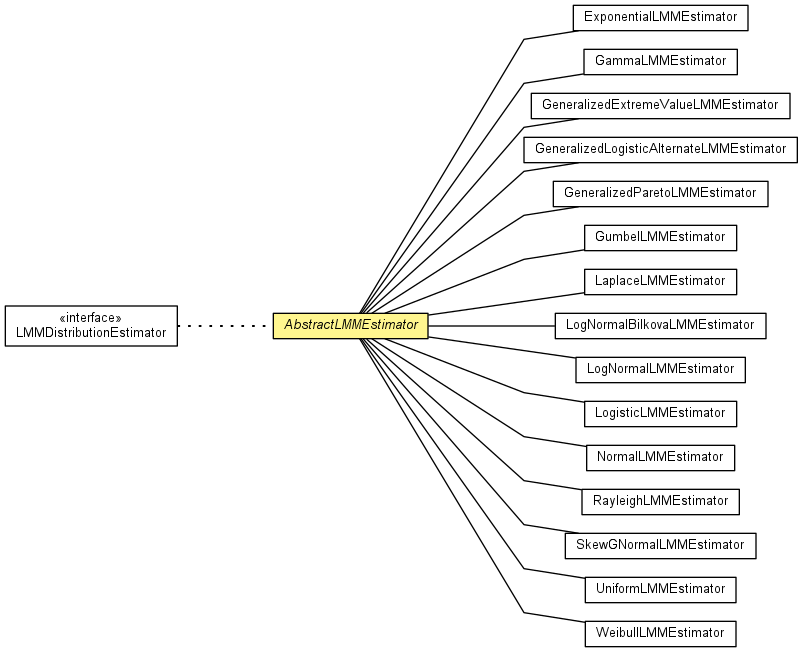 ExponentialLMMEstimator
GammaLMMEstimator
GeneralizedExtremeValueLMMEstimator
GeneralizedLogisticAlternateLMMEstimator
GeneralizedParetoLMMEstimator
GumbelLMMEstimator
LaplaceLMMEstimator
«interface»
LMMDistributionEstimator
AbstractLMMEstimator
LogNormalBilkovaLMMEstimator
LogNormalLMMEstimator
LogisticLMMEstimator
NormalLMMEstimator
RayleighLMMEstimator
SkewGNormalLMMEstimator
UniformLMMEstimator
WeibullLMMEstimator